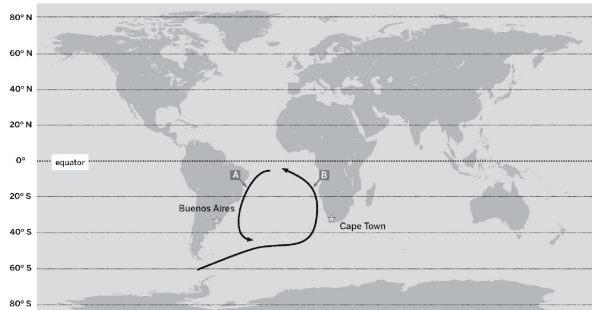 80° N
60° N
40° N
20° N
0°
equator
A
B
20° S
Buenos Aires
Cape Town
40° S
60° S
80° S